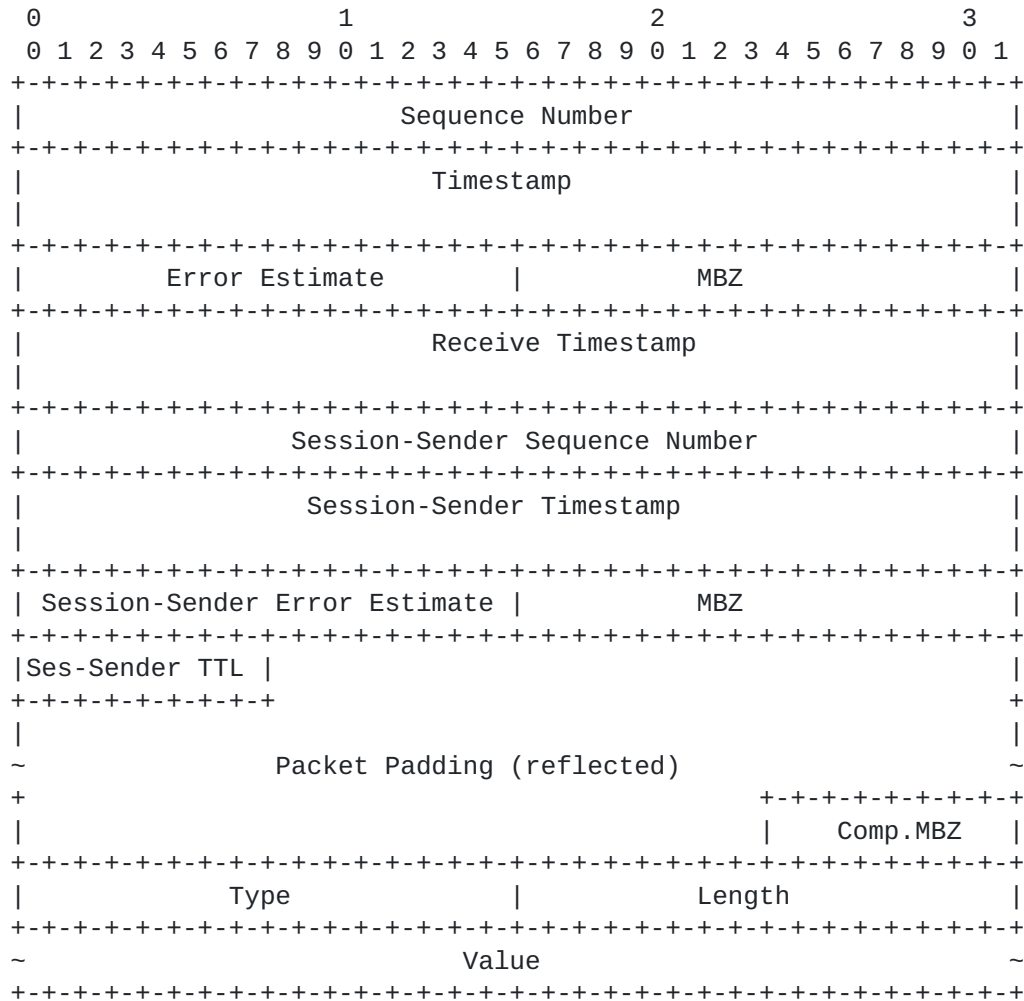 0                   1                   2                   3
 0 1 2 3 4 5 6 7 8 9 0 1 2 3 4 5 6 7 8 9 0 1 2 3 4 5 6 7 8 9 0 1
+-+-+-+-+-+-+-+-+-+-+-+-+-+-+-+-+-+-+-+-+-+-+-+-+-+-+-+-+-+-+-+-+
|                        Sequence Number                        |
+-+-+-+-+-+-+-+-+-+-+-+-+-+-+-+-+-+-+-+-+-+-+-+-+-+-+-+-+-+-+-+-+
|                          Timestamp                            |
|                                                               |
+-+-+-+-+-+-+-+-+-+-+-+-+-+-+-+-+-+-+-+-+-+-+-+-+-+-+-+-+-+-+-+-+
|         Error Estimate        |           MBZ                 |
+-+-+-+-+-+-+-+-+-+-+-+-+-+-+-+-+-+-+-+-+-+-+-+-+-+-+-+-+-+-+-+-+
|                          Receive Timestamp                    |
|                                                               |
+-+-+-+-+-+-+-+-+-+-+-+-+-+-+-+-+-+-+-+-+-+-+-+-+-+-+-+-+-+-+-+-+
|                 Session-Sender Sequence Number                |
+-+-+-+-+-+-+-+-+-+-+-+-+-+-+-+-+-+-+-+-+-+-+-+-+-+-+-+-+-+-+-+-+
|                  Session-Sender Timestamp                     |
|                                                               |
+-+-+-+-+-+-+-+-+-+-+-+-+-+-+-+-+-+-+-+-+-+-+-+-+-+-+-+-+-+-+-+-+
| Session-Sender Error Estimate |           MBZ                 |
+-+-+-+-+-+-+-+-+-+-+-+-+-+-+-+-+-+-+-+-+-+-+-+-+-+-+-+-+-+-+-+-+
|Ses-Sender TTL |                                               |
+-+-+-+-+-+-+-+-+                                               +
|                                                               |
~                Packet Padding (reflected)                     ~
+                                               +-+-+-+-+-+-+-+-+
|                                               |    Comp.MBZ   |
+-+-+-+-+-+-+-+-+-+-+-+-+-+-+-+-+-+-+-+-+-+-+-+-+-+-+-+-+-+-+-+-+
|             Type              |           Length              |
+-+-+-+-+-+-+-+-+-+-+-+-+-+-+-+-+-+-+-+-+-+-+-+-+-+-+-+-+-+-+-+-+
~                            Value                              ~
+-+-+-+-+-+-+-+-+-+-+-+-+-+-+-+-+-+-+-+-+-+-+-+-+-+-+-+-+-+-+-+-+